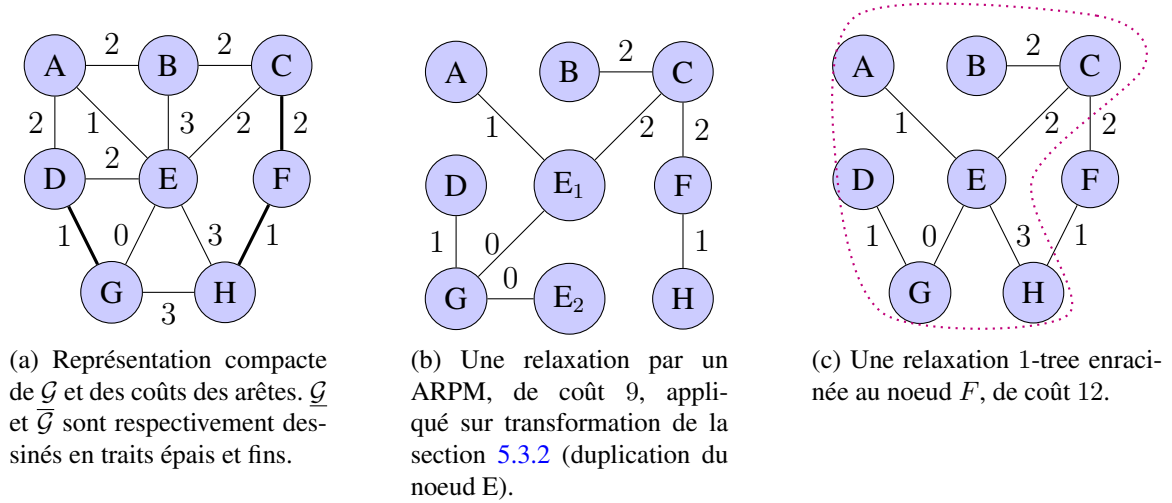 A 2 B 2 C
2 1 3 2 2
D 2 E F
1 0 3 1
G 3 H
(a) Représentation compacte
de G et des coûts des arêtes. G
et G sont respectivement des-
sinés en traits épais et fins.
A B 2 C
1 2 2
D E1 F
1 0 1
G 0 E2 H
(b) Une relaxation par un
ARPM, de coût 9, appli-
qué sur transformation de la
section 5.3.2 (duplication du
noeud E).
A B 2 C
1 2 2
D E F
1 0 3 1
G H
(c) Une relaxation 1-tree enraci-
née au noeud F, de coût 12.